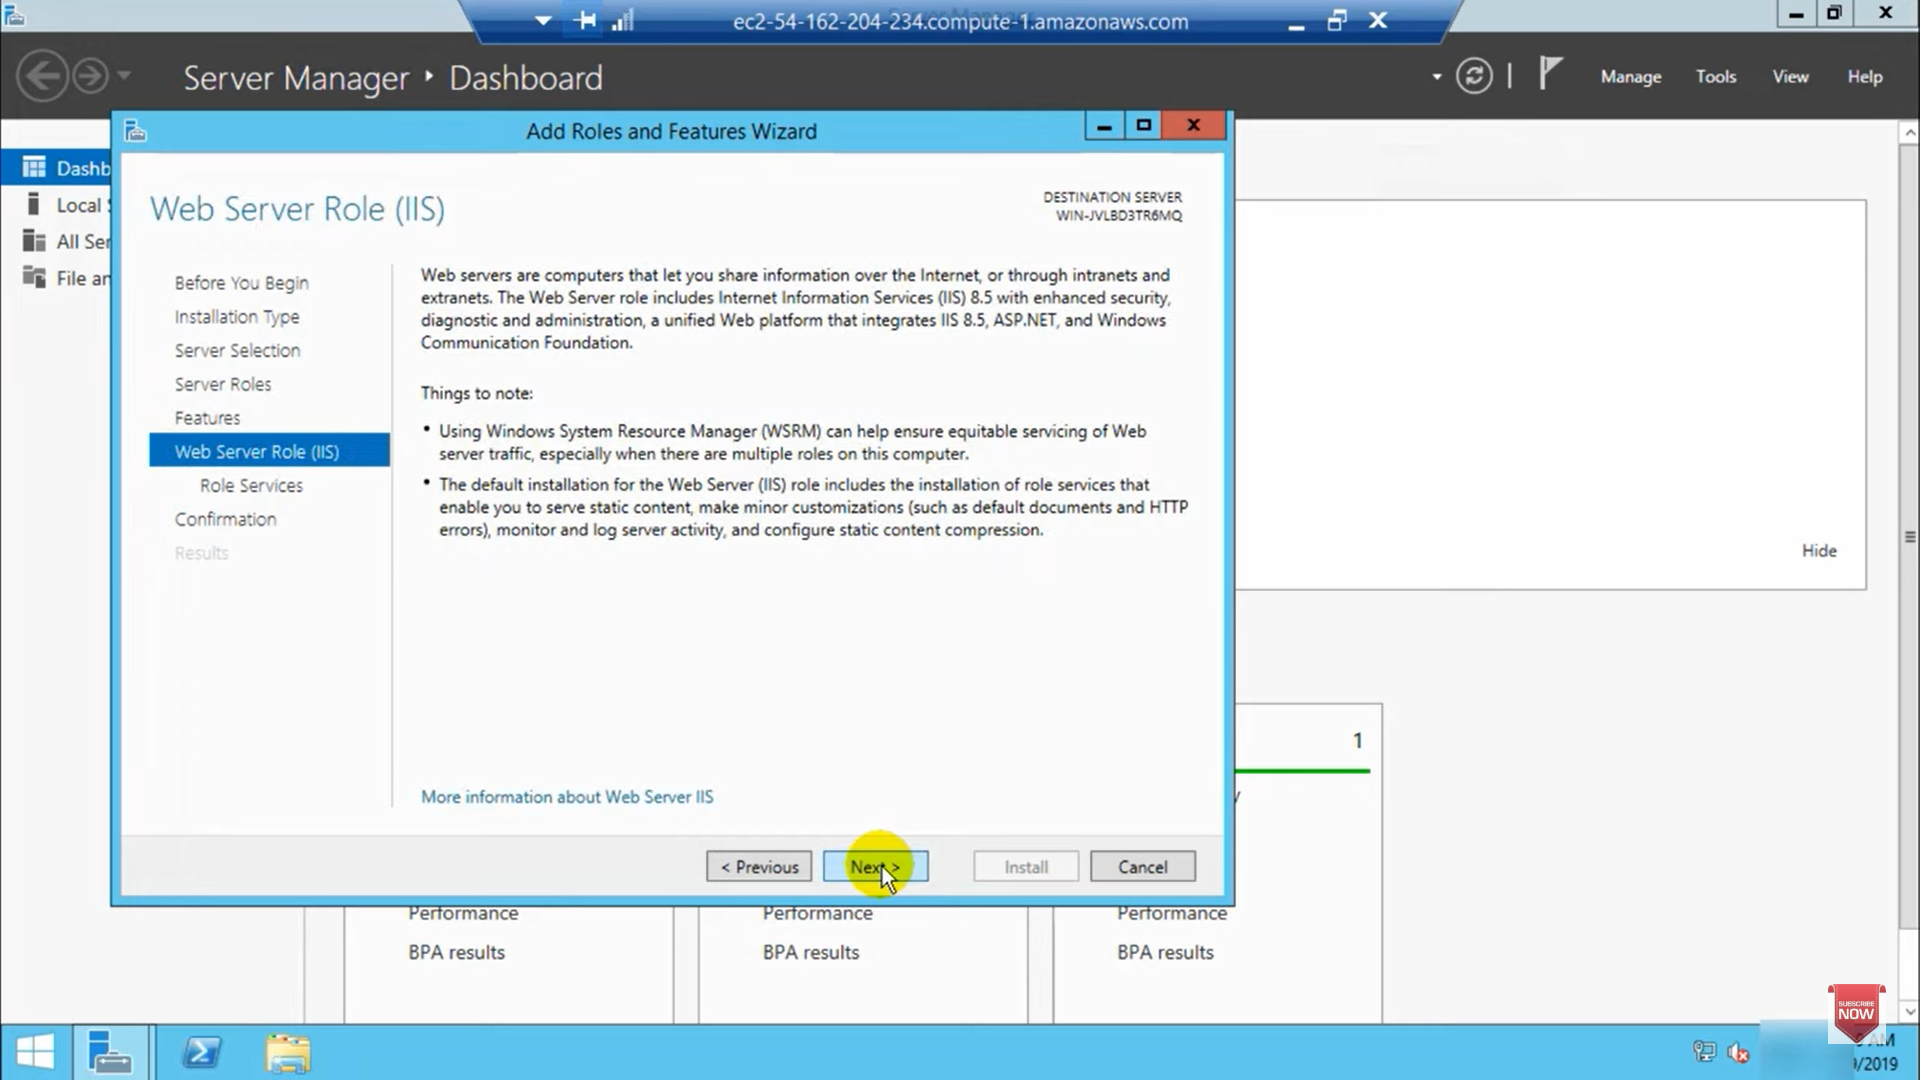 ec2-54-162-204-234.compute-1.amazonaws.com
Server Manager ‣ Dashboard
Manage
Tools
View
Help
Add Roles and Features Wizard
Dashb
Local
All Ser
File an
Web Server Role (IIS)
DESTINATION SERVER
WIN-JVLBD3TR6MQ
Before You Begin
Installation Type
Server Selection
Server Roles
Features
Web Server Role (IIS)
Role Services
Confirmation
Results
Web servers are computers that let you share information over the Internet, or through intranets and
extranets. The Web Server role includes Internet Information Services (IIS) 8.5 with enhanced security,
diagnostic and administration, a unified Web platform that integrates IIS 8.5, ASP.NET, and Windows
Communication Foundation.
Things to note:
• Using Windows System Resource Manager (WSRM) can help ensure equitable servicing of Web
server traffic, especially when there are multiple roles on this computer.
• The default installation for the Web Server (IIS) role includes the installation of role services that
enable you to serve static content, make minor customizations (such as default documents and HTTP
errors), monitor and log server activity, and configure static content compression.
More information about Web Server IIS
< Previous
Next >
Install
Cancel
Hide
1
Performance
BPA results
Performance
BPA results
Performance
BPA results
SUBSCRIBE
NOW
AM
/2019